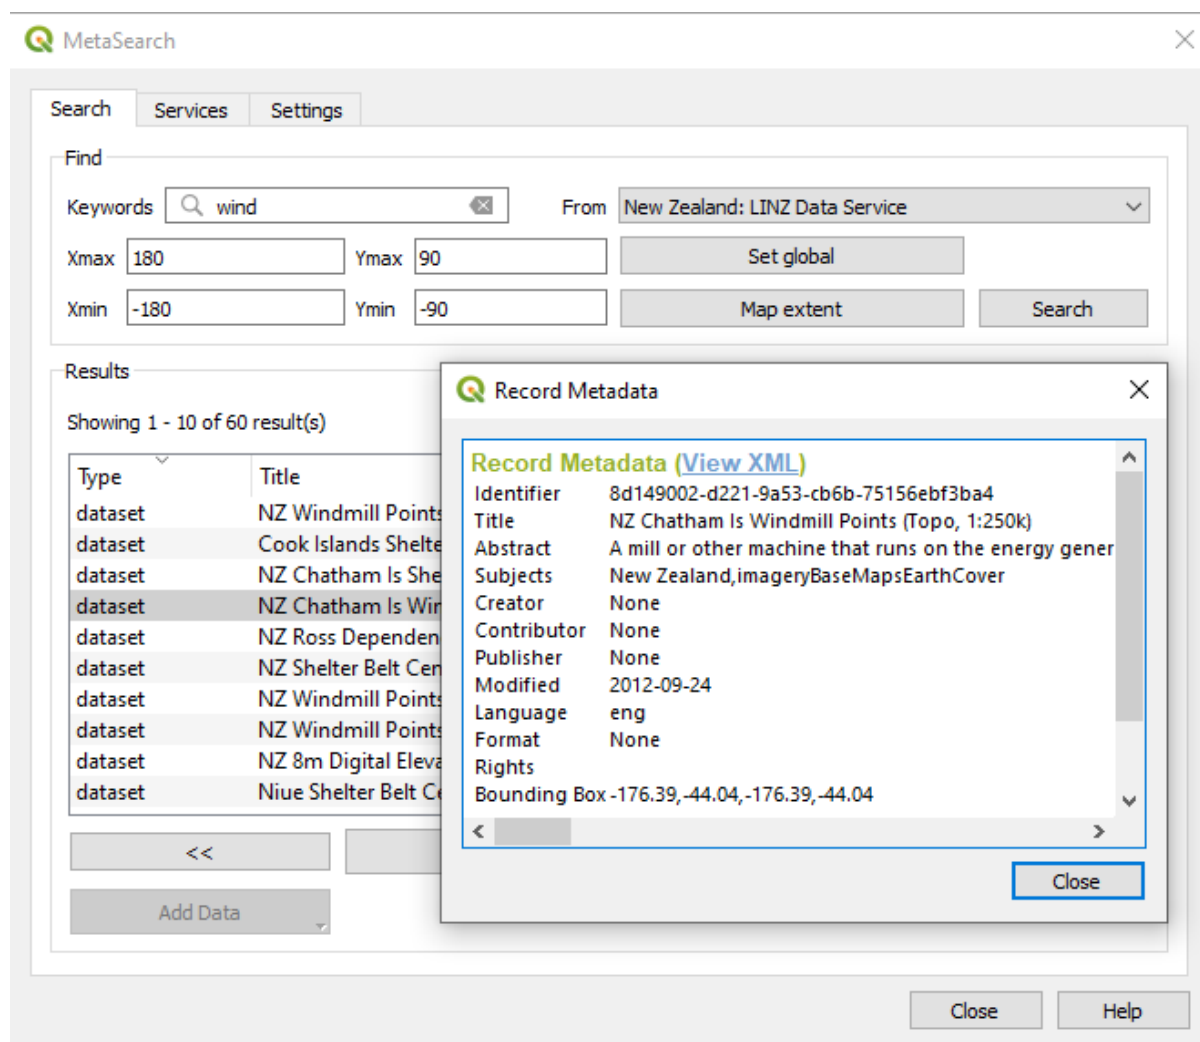 MetaSearch
Search Services Settings
Find
Keywords wind From New Zealand: LINZ Data Service
Xmax 180 Ymax 90 Set global
Xmin -180 Ymin -90 Map extent Search
Results
Showing 1 - 10 of 60 result(s)
Type Title
dataset NZ Windmill Points
dataset Cook Islands Shelte
dataset NZ Chatham Is She
dataset NZ Chatham Is Win
dataset NZ Ross Dependen
dataset NZ Shelter Belt Cen
dataset NZ Windmill Points
dataset NZ Windmill Points
dataset NZ 8m Digital Eleva
dataset Niue Shelter Belt Ce
<<
Add Data
Record Metadata
Record Metadata (View XML)
Identifier 8d149002-d221-9a53-cb6b-75156ebf3ba4
Title NZ Chatham Is Windmill Points (Topo, 1:250k)
Abstract A mill or other machine that runs on the energy gener
Subjects New Zealand,imageryBaseMapsEarthCover
Creator None
Contributor None
Publisher None
Modified 2012-09-24
Language eng
Format None
Rights
Bounding Box -176.39,-44.04,-176.39,-44.04
Close
Close Help